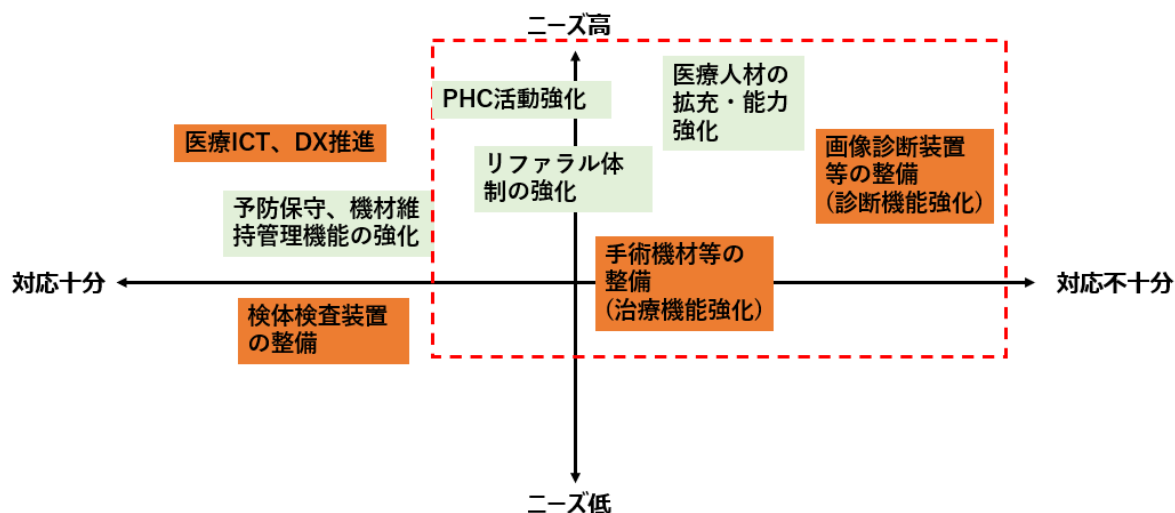 ニーズ高
PHC活動強化
医療人材の
拡充・能力
強化
医療ICT、DX推進
画像診断装置
等の整備
(診断機能強化)
リファラル体
制の強化
予防保守、機材維
持管理機能の強化
手術機材等の
整備
(治療機能強化)
対応十分
対応不十分
検体検査装置
の整備
ニーズ低